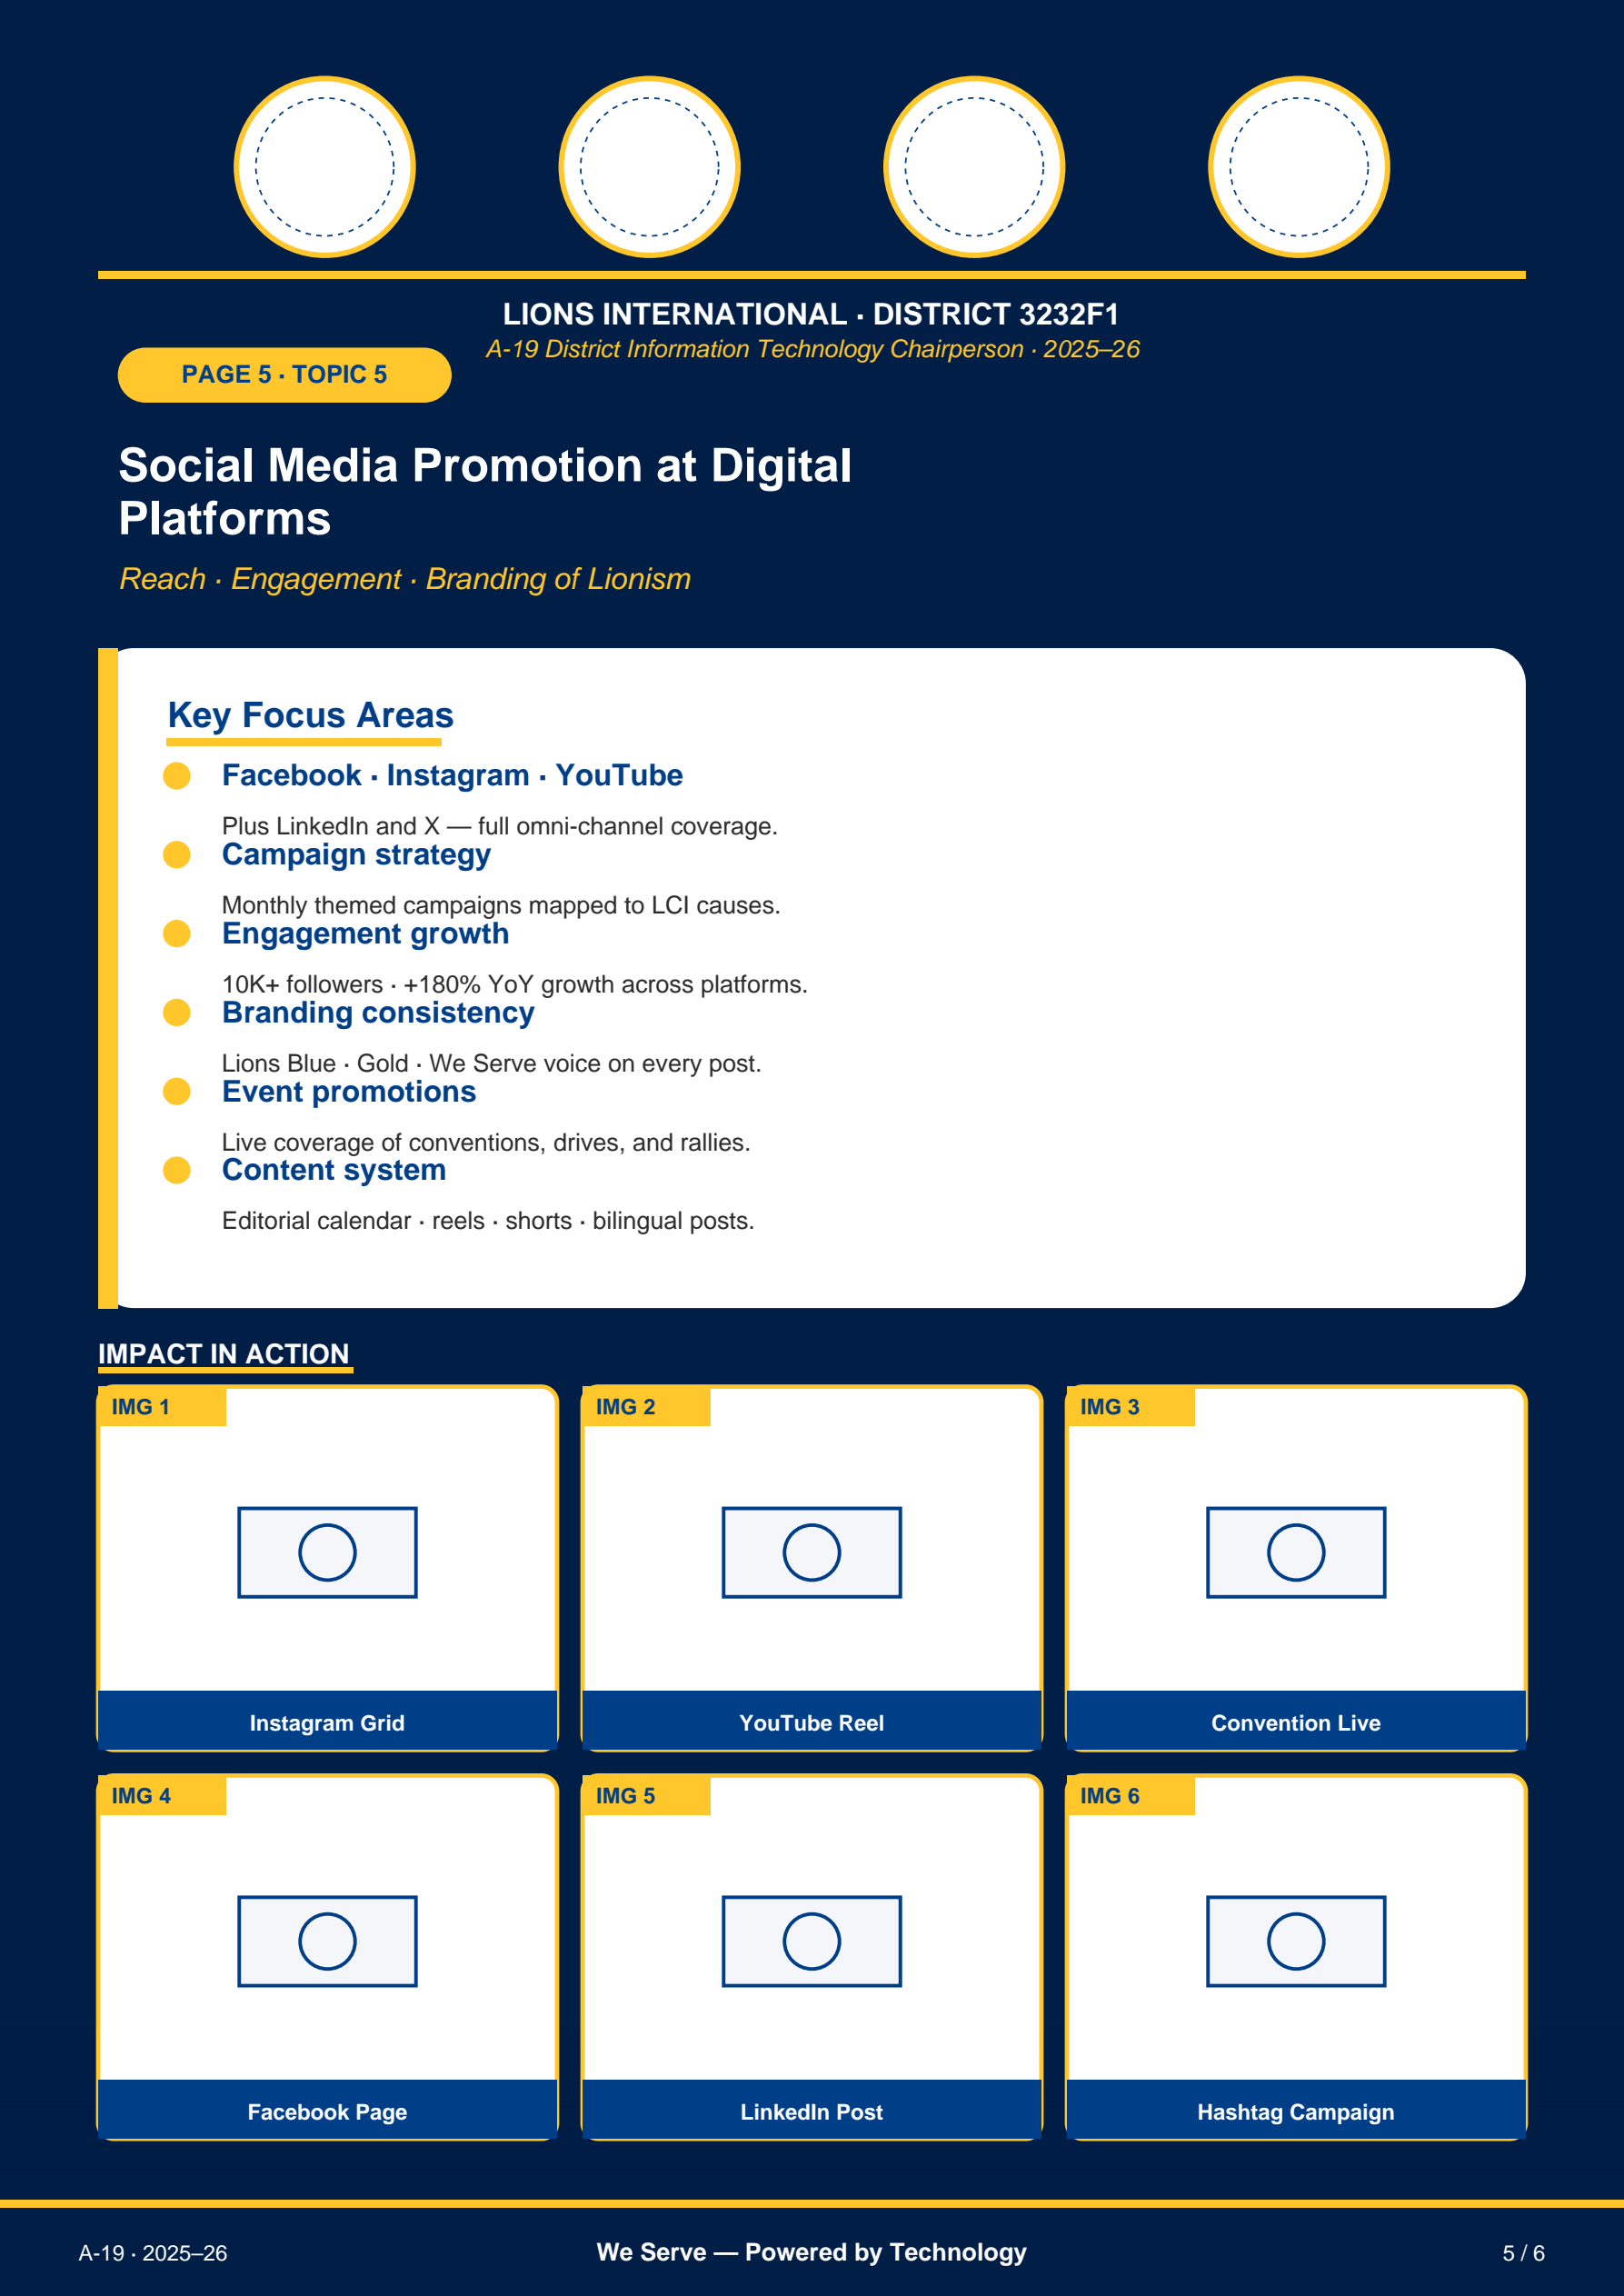 LIONS INTERNATIONAL · DISTRICT 3232F1
A-19 District Information Technology Chairperson · 2025–26
PAGE 5 · TOPIC 5
Social Media Promotion at Digital
Platforms
Reach · Engagement · Branding of Lionism
Key Focus Areas
Facebook · Instagram · YouTube
Plus LinkedIn and X — full omni-channel coverage.
Campaign strategy
Monthly themed campaigns mapped to LCI causes.
Engagement growth
10K+ followers · +180% YoY growth across platforms.
Branding consistency
Lions Blue · Gold · We Serve voice on every post.
Event promotions
Live coverage of conventions, drives, and rallies.
Content system
Editorial calendar · reels · shorts · bilingual posts.
IMPACT IN ACTION
IMG 1
IMG 2
IMG 3
Instagram Grid
YouTube Reel
Convention Live
IMG 4
IMG 5
IMG 6
Facebook Page
LinkedIn Post
Hashtag Campaign
A-19 · 2025–26
We Serve — Powered by Technology
5 / 6